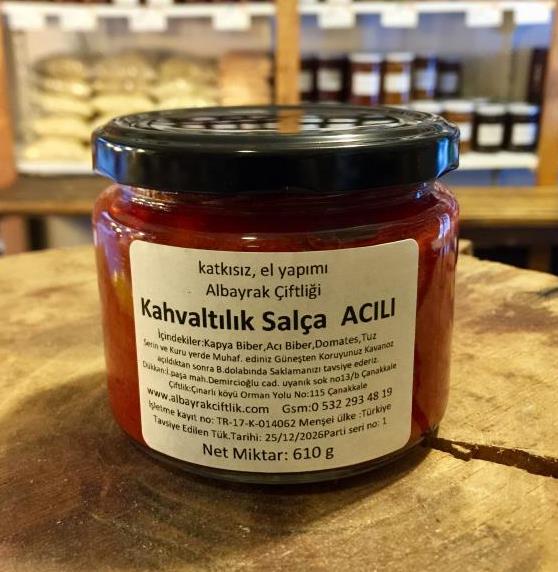 katkısız, el yapımı
Albayrak Çiftliği
Kahvaltılık Salça ACILI
İçindekiler:Kapya Biber,Acı Biber,Domates,Tuz
Serin ve Kuru yerde Muhaf. ediniz Güneşten Koruyunuz Kavanoz
açıldıktan sonra B.dolabında Saklamanızı tavsiye ederiz.
Dükkan:İ.paşa mah.Demircioğlu cad. uyanık sok no13/b Çanakkale
Çiftlik:Çınarlı köyü Orman Yolu No:115 Çanakkale
www.albayrakciftlik.com Gsm:0 532 293 48 19
İşletme kayıt no: TR-17-K-014062 Menşei ülke :Türkiye
Tavsiye Edilen Tük.Tarihi: 25/12/2026Parti seri no: 1
Net Miktar: 610 g